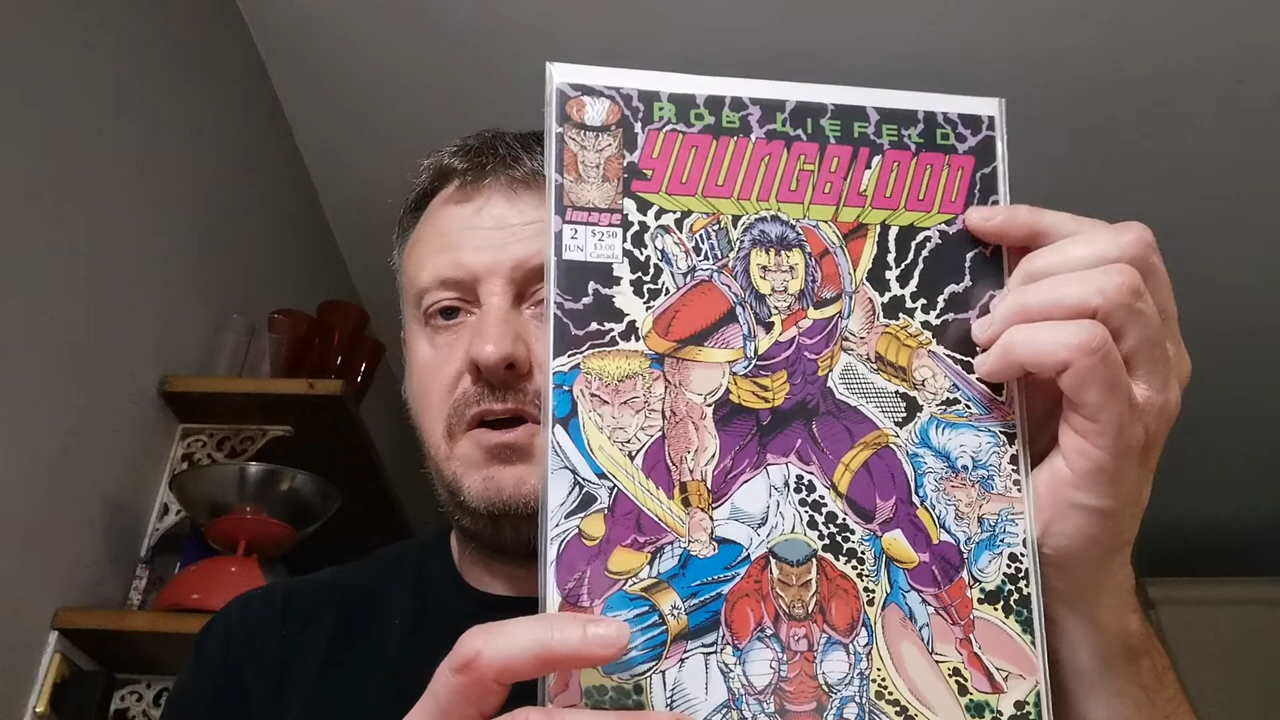 ROB LIEFELD
YOUNGBLOOD
image
2
JUN
$2.50
$3.00
Canada